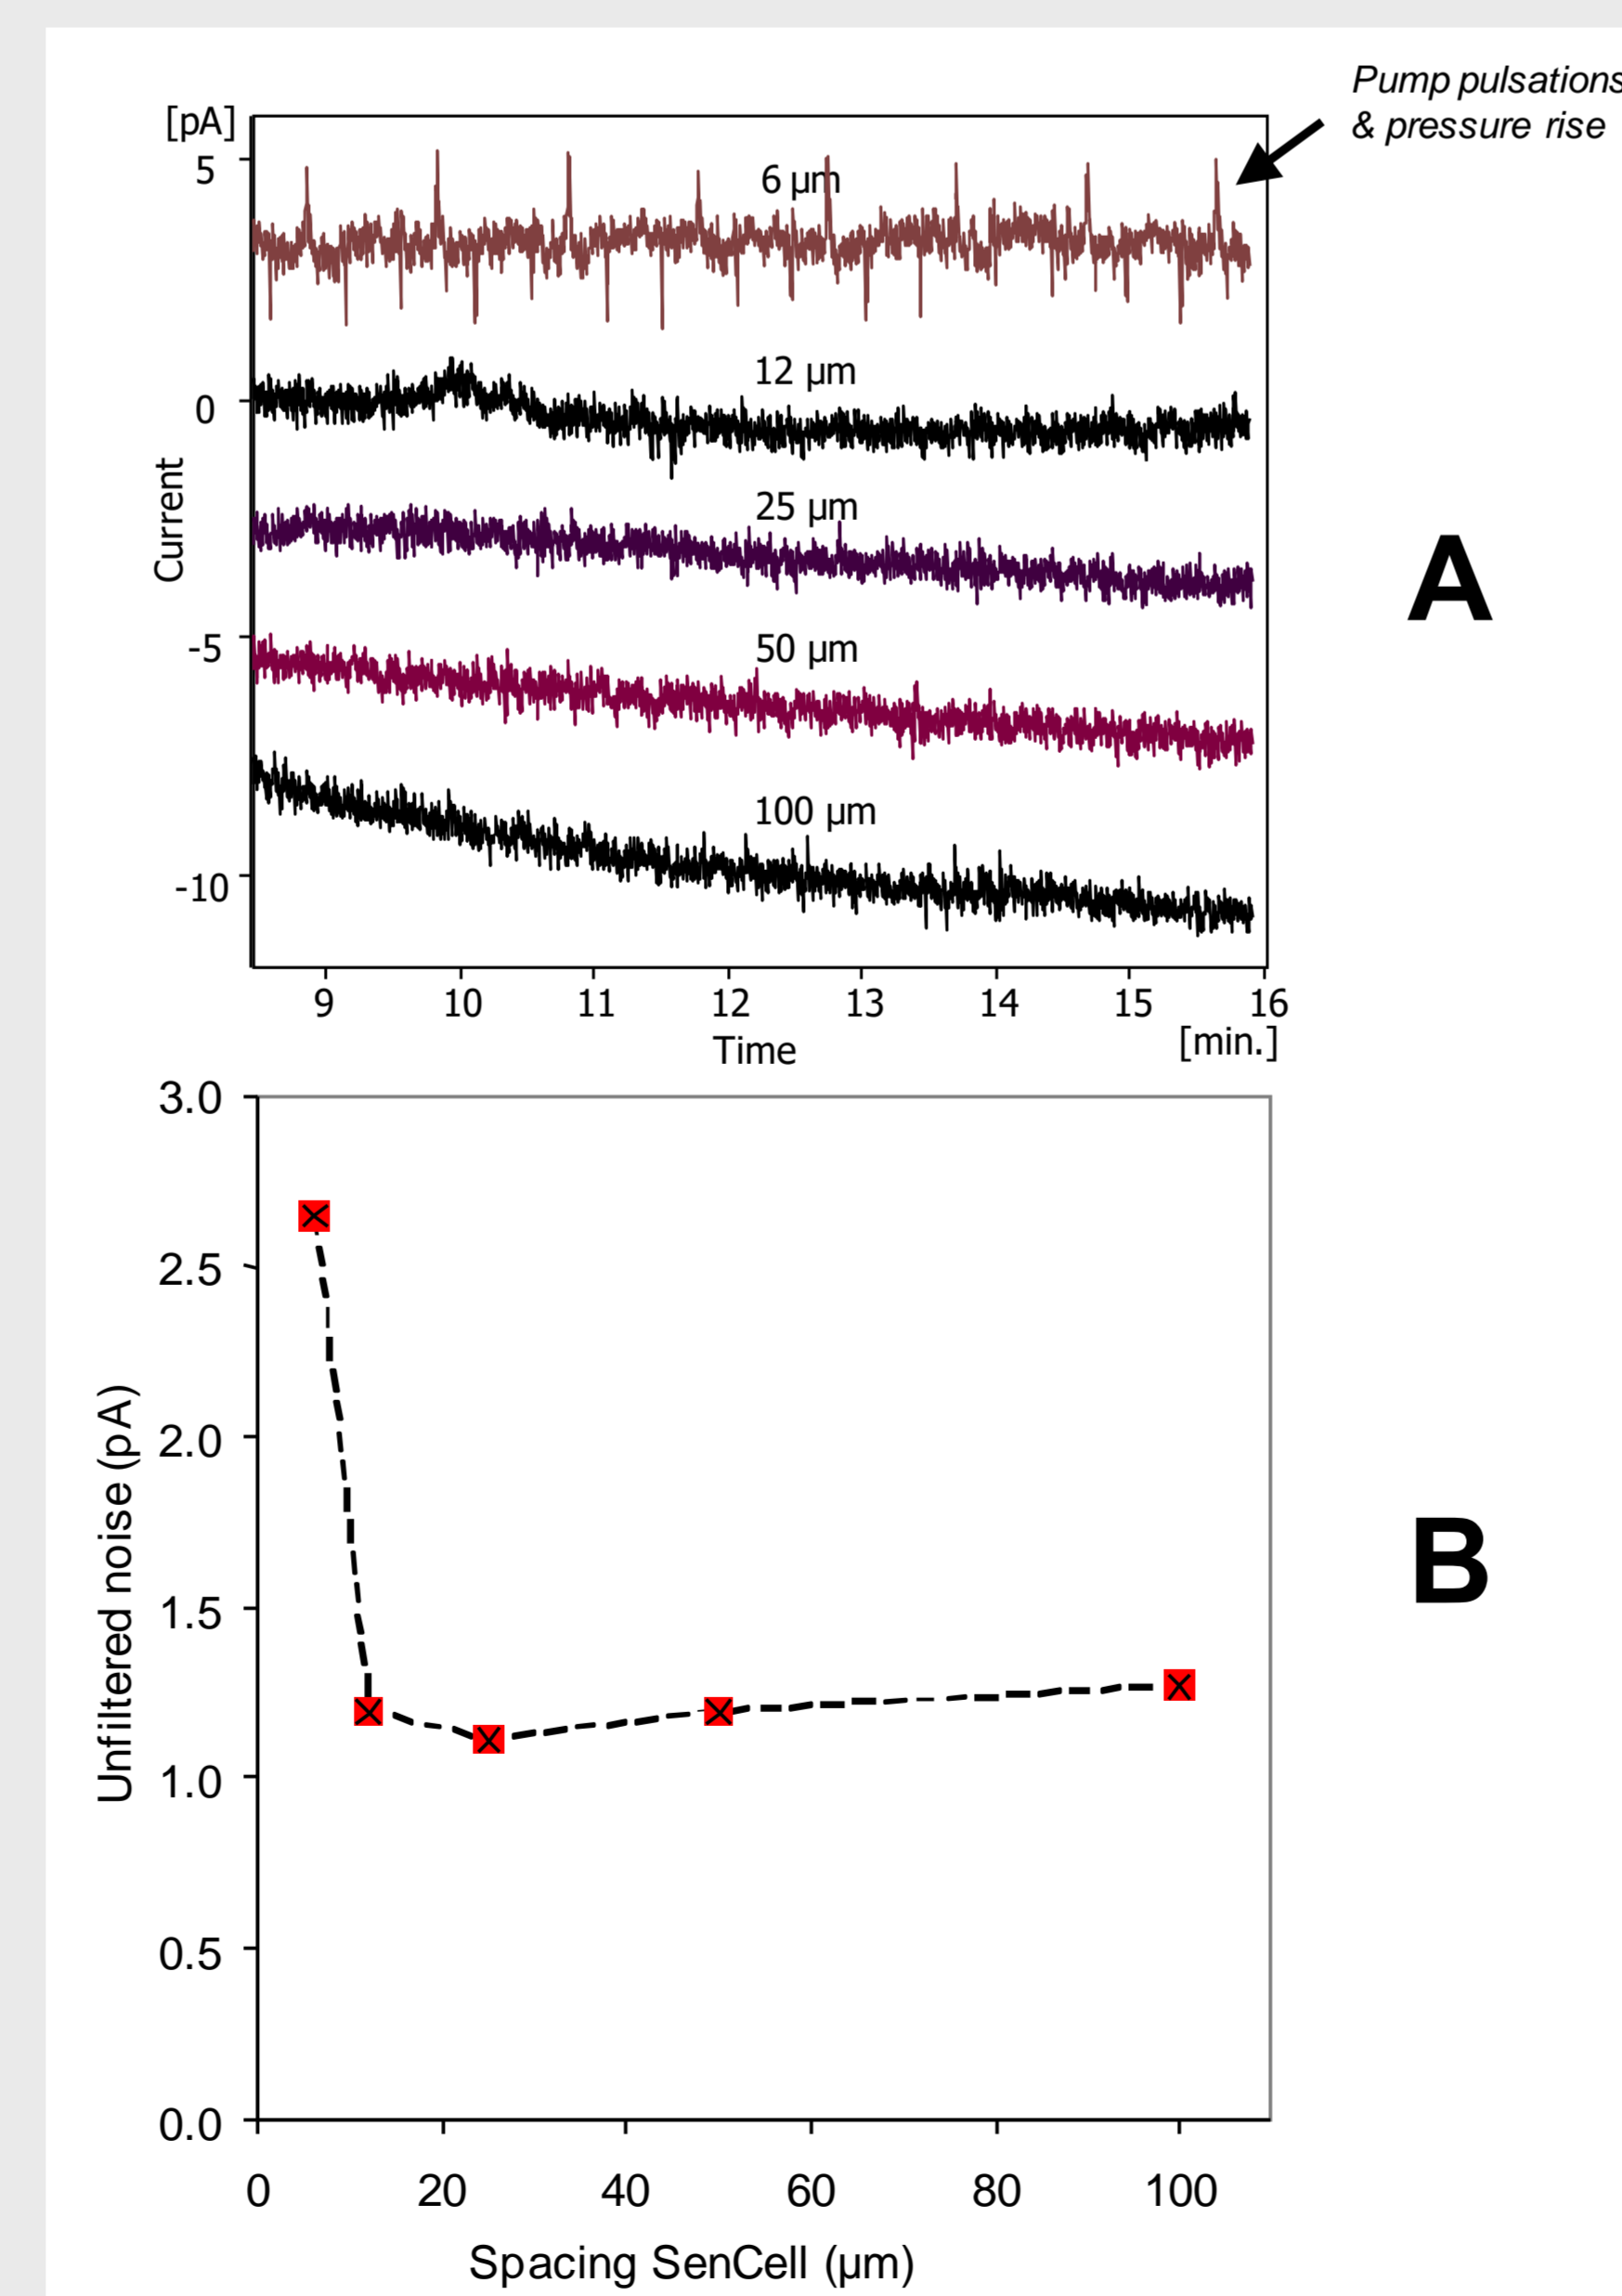 Pump pulsations
& pressure rise
[pA]
5
6 µm
12 µm
0
25 µm
Current
A
-5
50 µm
100 µm
-10
9 10 11 12 13 14 15 16
Time
[min.]
3.0
2.5
2.0
Unfiltered noise (pA)
B
1.5
1.0
0.5
0.0
0 20 40 60 80 100
Spacing SenCell (µm)